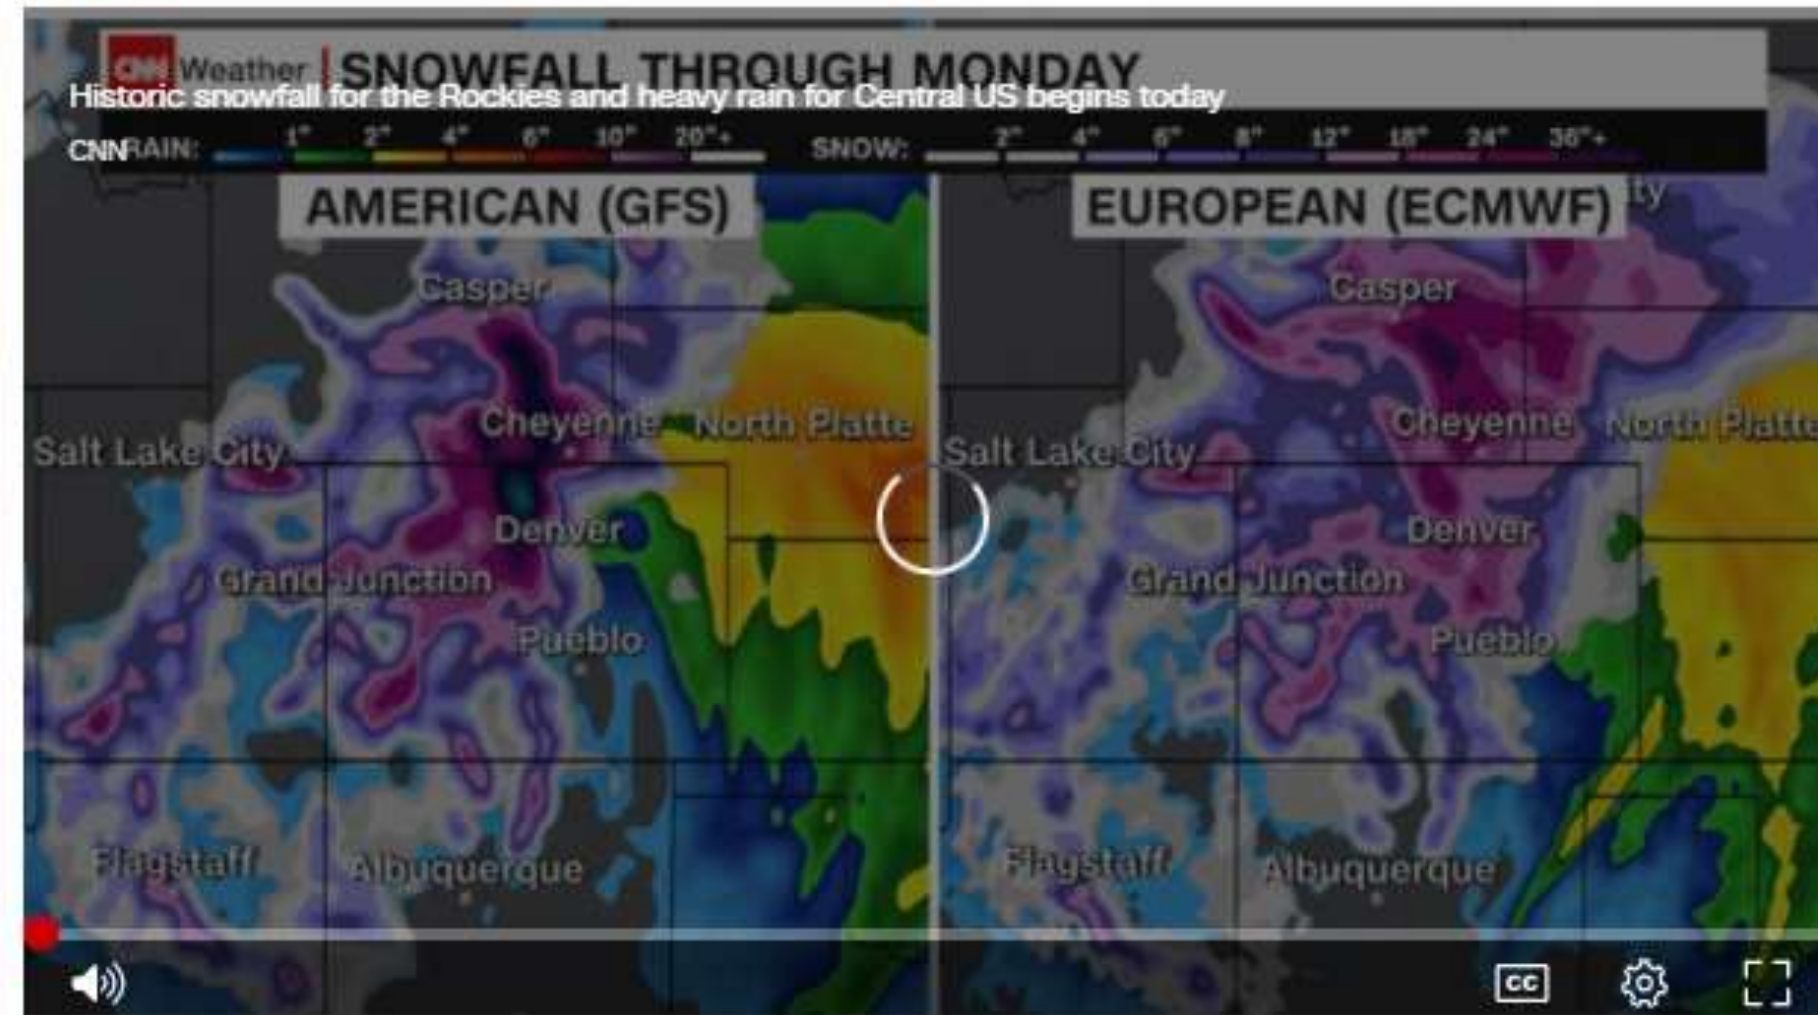 CNN Weather | SNOWFALL THROUGH MONDAY
Historic snowfall for the Rockies and heavy rain for Central US begins today
CNN
RAIN: 1" 2" 4" 6" 10" 20"+ SNOW: 2" 4" 6" 8" 12" 18" 24" 36"+
AMERICAN (GFS)
Casper
Cheyenne
North Platte
Salt Lake City
Denver
Grand Junction
Pueblo
Flagstaff
Albuquerque
EUROPEAN (ECMWF)
Casper
Cheyenne
North Platte
Salt Lake City
Denver
Grand Junction
Pueblo
Flagstaff
Albuquerque
CC